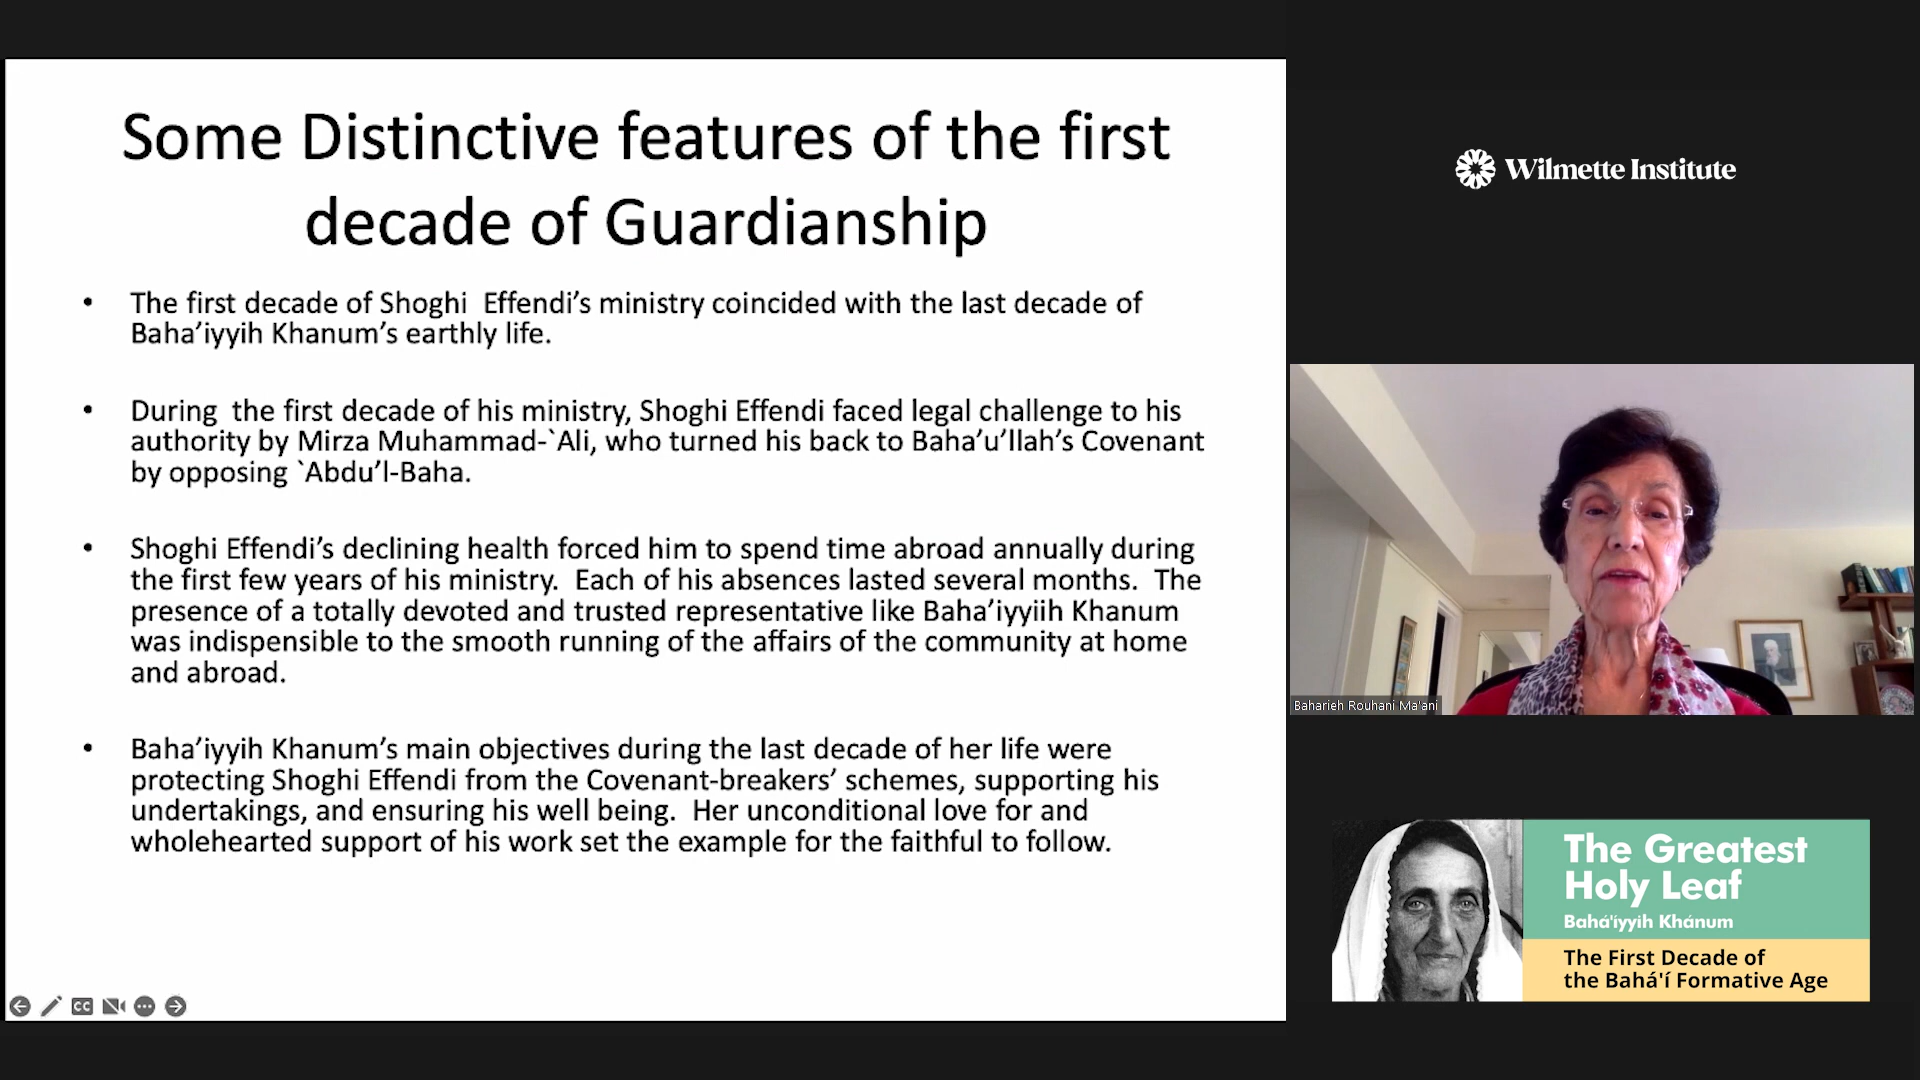 Some Distinctive features of the first
decade of Guardianship
• The first decade of Shoghi  Effendi’s ministry coincided with the last decade of
Baha’iyyih Khanum’s earthly life.
• During  the first decade of his ministry, Shoghi Effendi faced legal challenge to his
authority by Mirza Muhammad-`Ali, who turned his back to Baha’u’llah’s Covenant
by opposing `Abdu’l-Baha.
• Shoghi Effendi’s declining health forced him to spend time abroad annually during
the first few years of his ministry.  Each of his absences lasted several months.  The
presence of a totally devoted and trusted representative like Baha’iyyiih Khanum
was indispensible to the smooth running of the affairs of the community at home
and abroad.
• Baha’iyyih Khanum’s main objectives during the last decade of her life were
protecting Shoghi Effendi from the Covenant-breakers’ schemes, supporting his
undertakings, and ensuring his well being.  Her unconditional love for and
wholehearted support of his work set the example for the faithful to follow.
CC
Wilmette Institute
Baharieh Rouhani Ma'ani
The Greatest
Holy Leaf
Bahá'íyyih Khánum
The First Decade of
the Bahá'í Formative Age